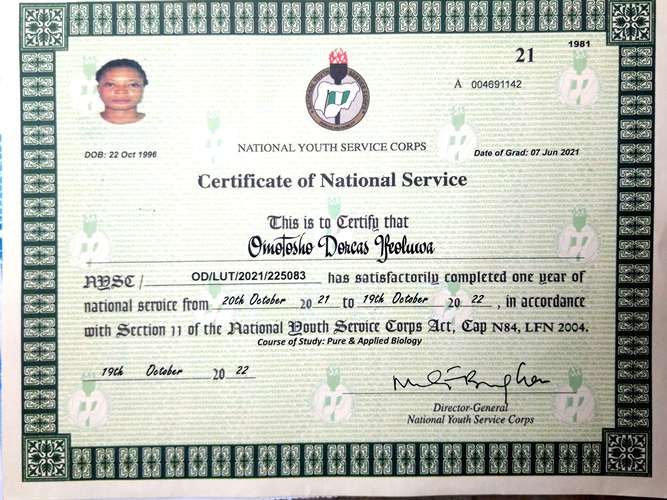 1981
21
A 004691142
NATIONAL YOUTH SERVICE CORPS
DOB: 22 Oct 1996
Date of Grad: 07 Jun 2021
Certificate of National Service
This is to Certify that
Omotosho Dorcas Ifeoluwa
NYSC / OD/LUT/2021/225083 has satisfactorily completed one year of
national service from 20th October 20 21 to 19th October 20 22 , in accordance
with Section 11 of the National Youth Service Corps Act, Cap N84, LFN 2004.
Course of Study: Pure & Applied Biology
19th October 20 22
Director-General
National Youth Service Corps